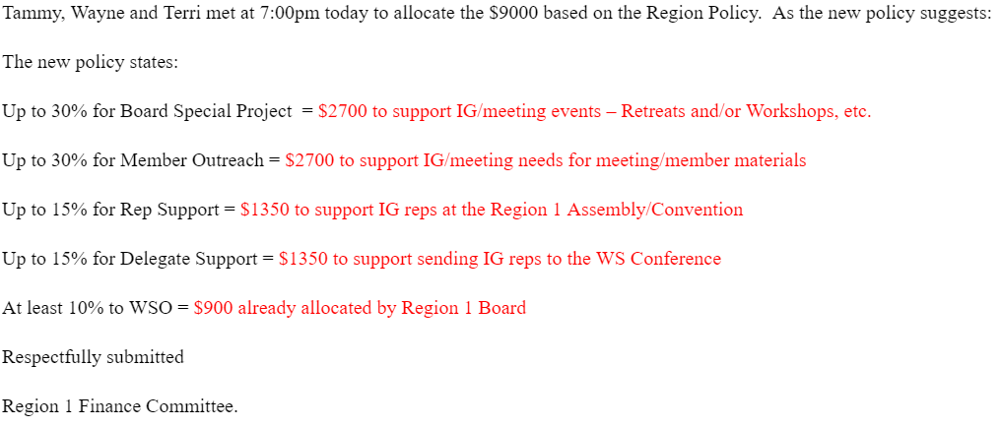 Tammy, Wayne and Terri met at 7:00pm today to allocate the $9000 based on the Region Policy.  As the new policy suggests:
The new policy states:
Up to 30% for Board Special Project  = $2700 to support IG/meeting events – Retreats and/or Workshops, etc.
Up to 30% for Member Outreach = $2700 to support IG/meeting needs for meeting/member materials
Up to 15% for Rep Support = $1350 to support IG reps at the Region 1 Assembly/Convention
Up to 15% for Delegate Support = $1350 to support sending IG reps to the WS Conference
At least 10% to WSO = $900 already allocated by Region 1 Board
Respectfully submitted
Region 1 Finance Committee.